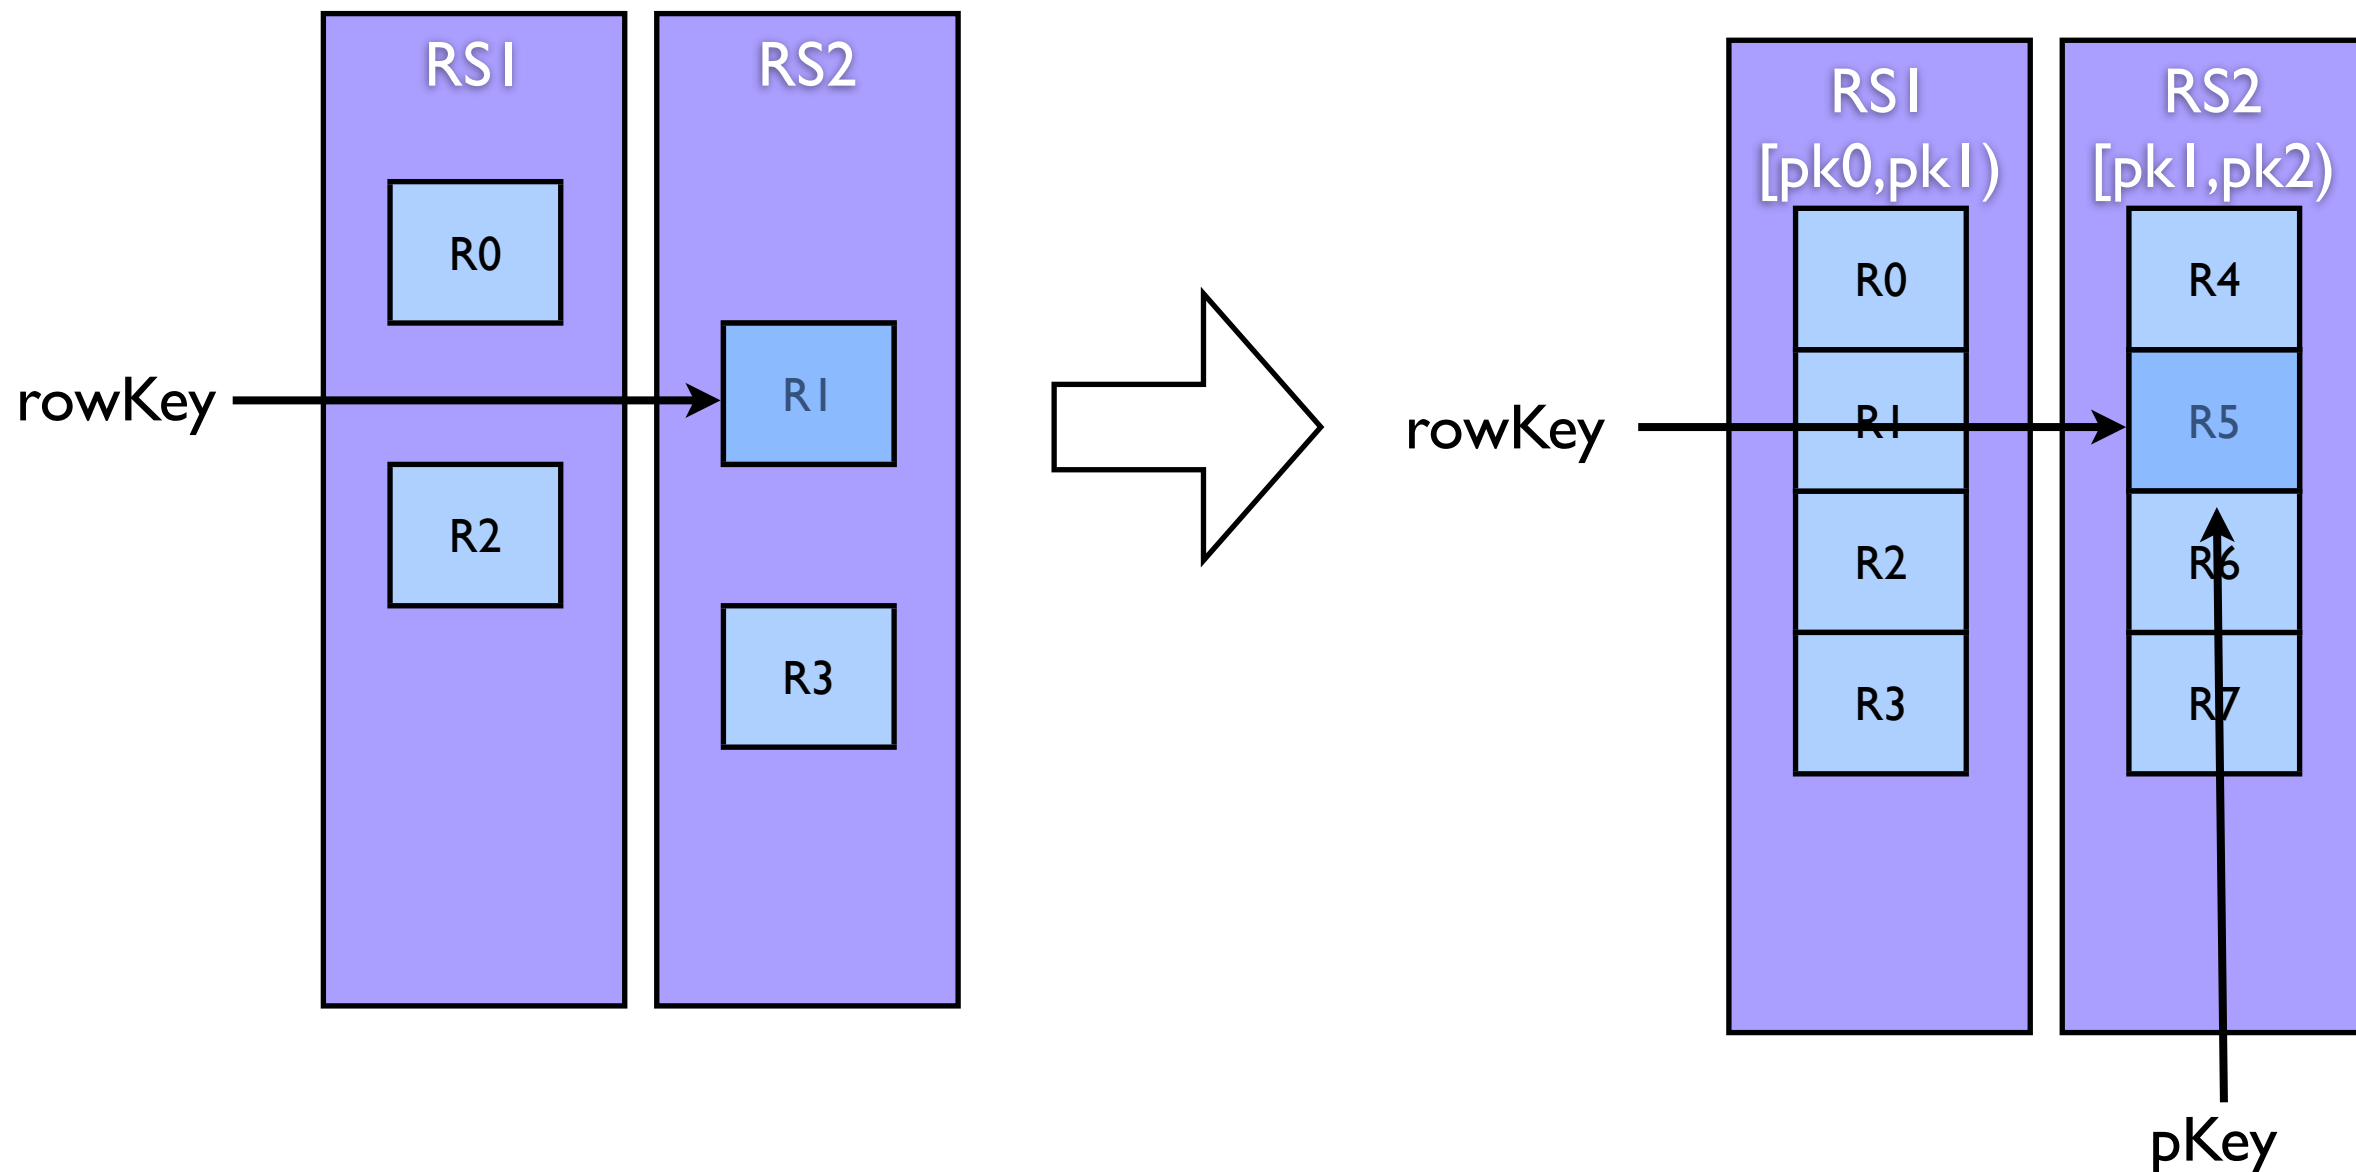 RS1
RS2
R0
R1
rowKey
R2
R3
RS1
[pk0,pk1)
RS2
[pk1,pk2)
R0
R4
rowKey
R1
R5
R2
R6
R3
R7
pKey